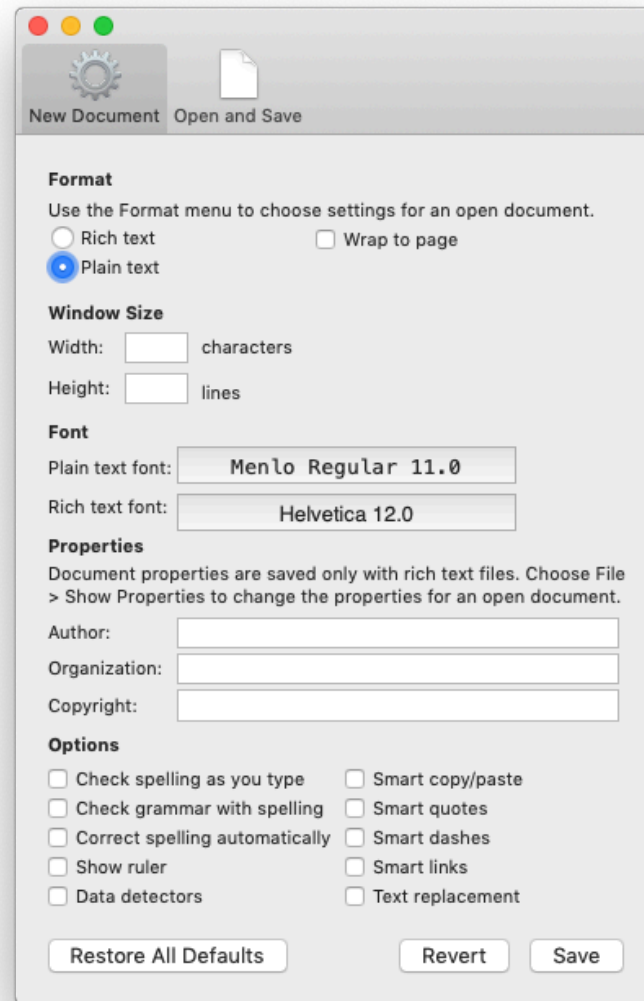 New Document Open and Save
Format
Use the Format menu to choose settings for an open document.
Rich text Wrap to page
Plain text
Window Size
Width: characters
Height: lines
Font
Plain text font: Menlo Regular 11.0
Rich text font: Helvetica 12.0
Properties
Document properties are saved only with rich text files. Choose File
> Show Properties to change the properties for an open document.
Author:
Organization:
Copyright:
Options
Check spelling as you type Smart copy/paste
Check grammar with spelling Smart quotes
Correct spelling automatically Smart dashes
Show ruler Smart links
Data detectors Text replacement
Restore All Defaults Revert Save